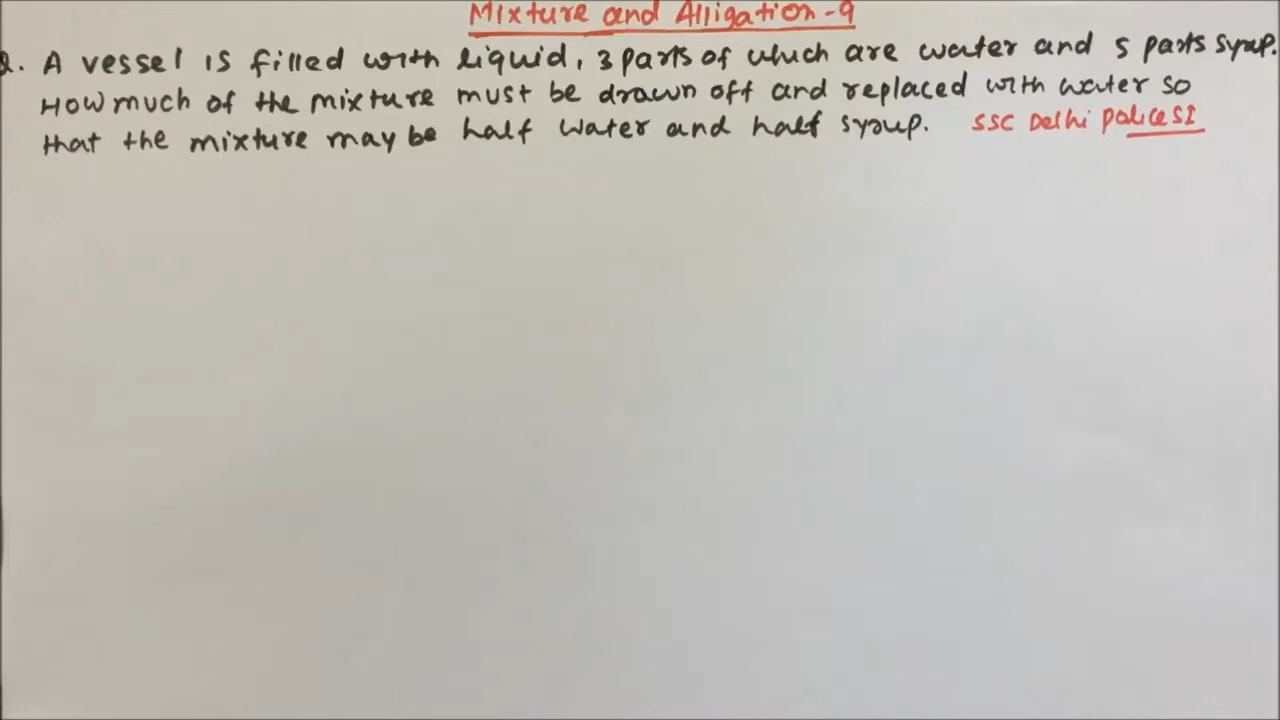 Mixture and Alligation-9
Q. A vessel is filled with liquid, 3 parts of which are water and 5 parts syrup.
How much of the mixture must be drawn off and replaced with water so
that the mixture may be half water and half syrup. SSC Delhi police SI